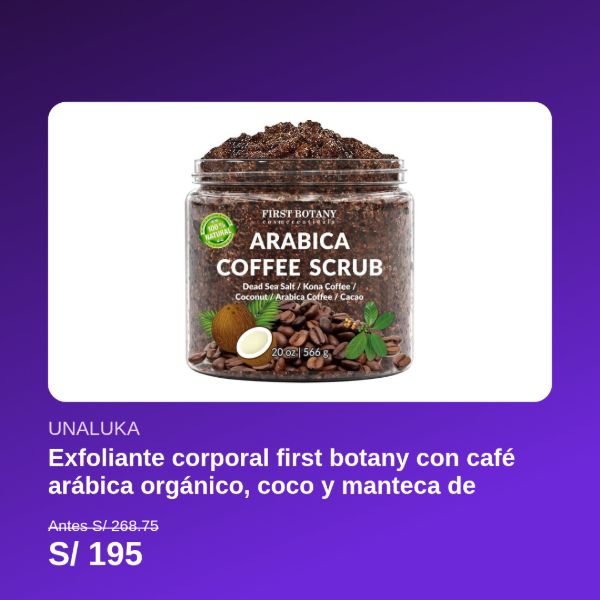 100%
NATURAL
FIRST BOTANY
cosmeceuticals
ARABICA
COFFEE SCRUB
Dead Sea Salt / Kona Coffee /
Coconut / Arabica Coffee / Cacao
20 oz | 566 g
UNALUKA
Exfoliante corporal first botany con café
arábica orgánico, coco y manteca de
Antes S/ 268.75
S/ 195